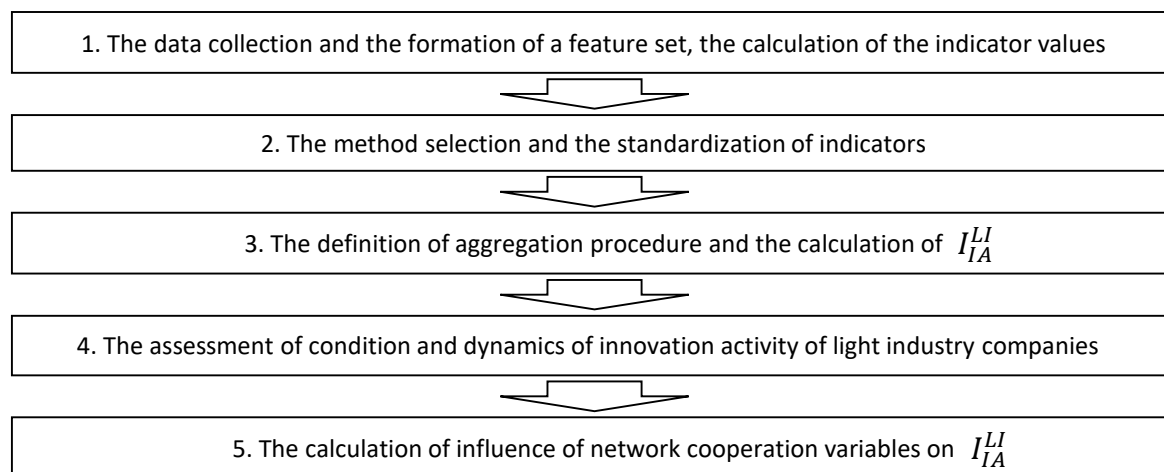 1. The data collection and the formation of a feature set, the calculation of the indicator values
2. The method selection and the standardization of indicators
3. The definition of aggregation procedure and the calculation of $I_{IA}^{LI}$
4. The assessment of condition and dynamics of innovation activity of light industry companies
5. The calculation of influence of network cooperation variables on $I_{IA}^{LI}$